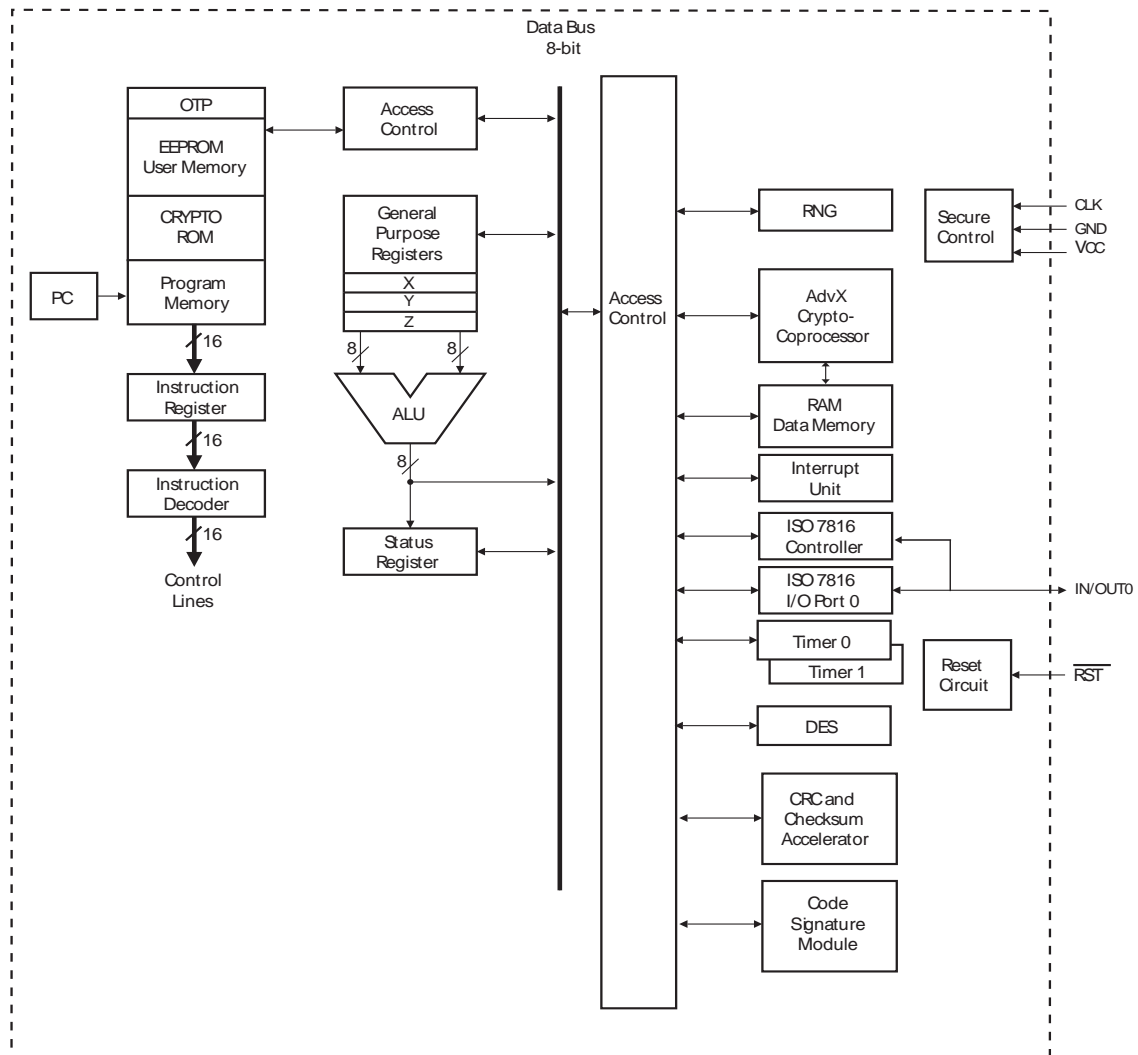 Data Bus
8-bit
OTP
EEPROM
User Memory
CRYPTO
ROM
Program
Memory
PC
16
Instruction
Register
16
Instruction
Decoder
16
Control
Lines
Access
Control
General
Purpose
Registers
X
Y
Z
8
8
ALU
8
Status
Register
Access
Control
RNG
AdvX
Crypto-
Coprocessor
RAM
Data Memory
Interrupt
Unit
ISO 7816
Controller
ISO 7816
I/O Port 0
Timer 0
Timer 1
DES
CRC and
Checksum
Accelerator
Code
Signature
Module
Secure
Control
CLK
GND
VCC
IN/OUT0
Reset
Circuit
RST